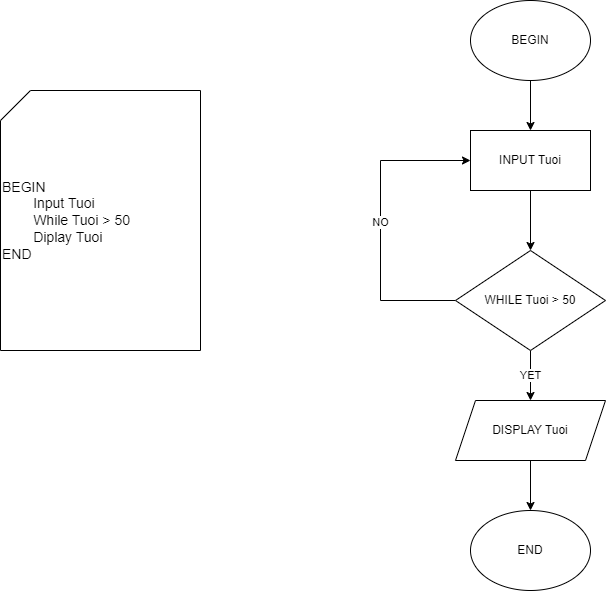 BEGIN
Input Tuoi
While Tuoi > 50
Diplay Tuoi
END
BEGIN
INPUT Tuoi
NO
WHILE Tuoi > 50
YET
DISPLAY Tuoi
END